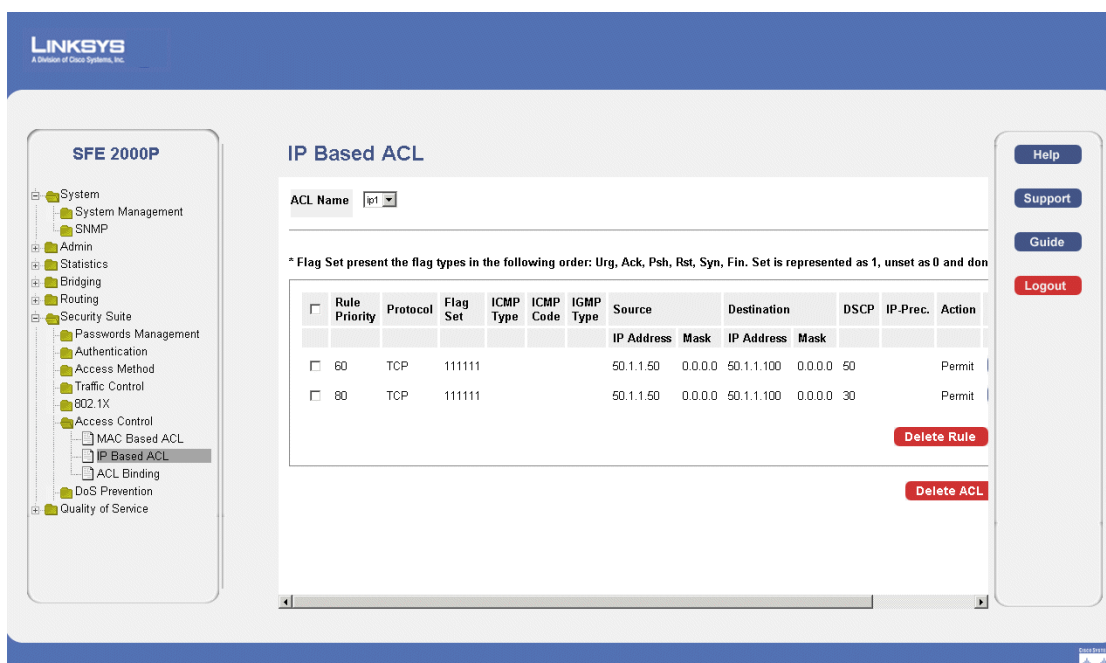 LINKSYS
A Division of Cisco Systems, Inc.
SFE 2000P
System
System Management
SNMP
Admin
Statistics
Bridging
Routing
Security Suite
Passwords Management
Authentication
Access Method
Traffic Control
802.1X
Access Control
MAC Based ACL
IP Based ACL
ACL Binding
DoS Prevention
Quality of Service
IP Based ACL
ACL Name ip1
* Flag Set present the flag types in the following order: Urg, Ack, Psh, Rst, Syn, Fin. Set is represented as 1, unset as 0 and don
Rule Priority Protocol Flag Set ICMP Type ICMP Code IGMP Type Source Destination DSCP IP-Prec. Action
IP Address Mask IP Address Mask
60 TCP 111111 50.1.1.50 0.0.0.0 50.1.1.100 0.0.0.0 50 Permit
80 TCP 111111 50.1.1.50 0.0.0.0 50.1.1.100 0.0.0.0 30 Permit
Delete Rule
Delete ACL
Help
Support
Guide
Logout